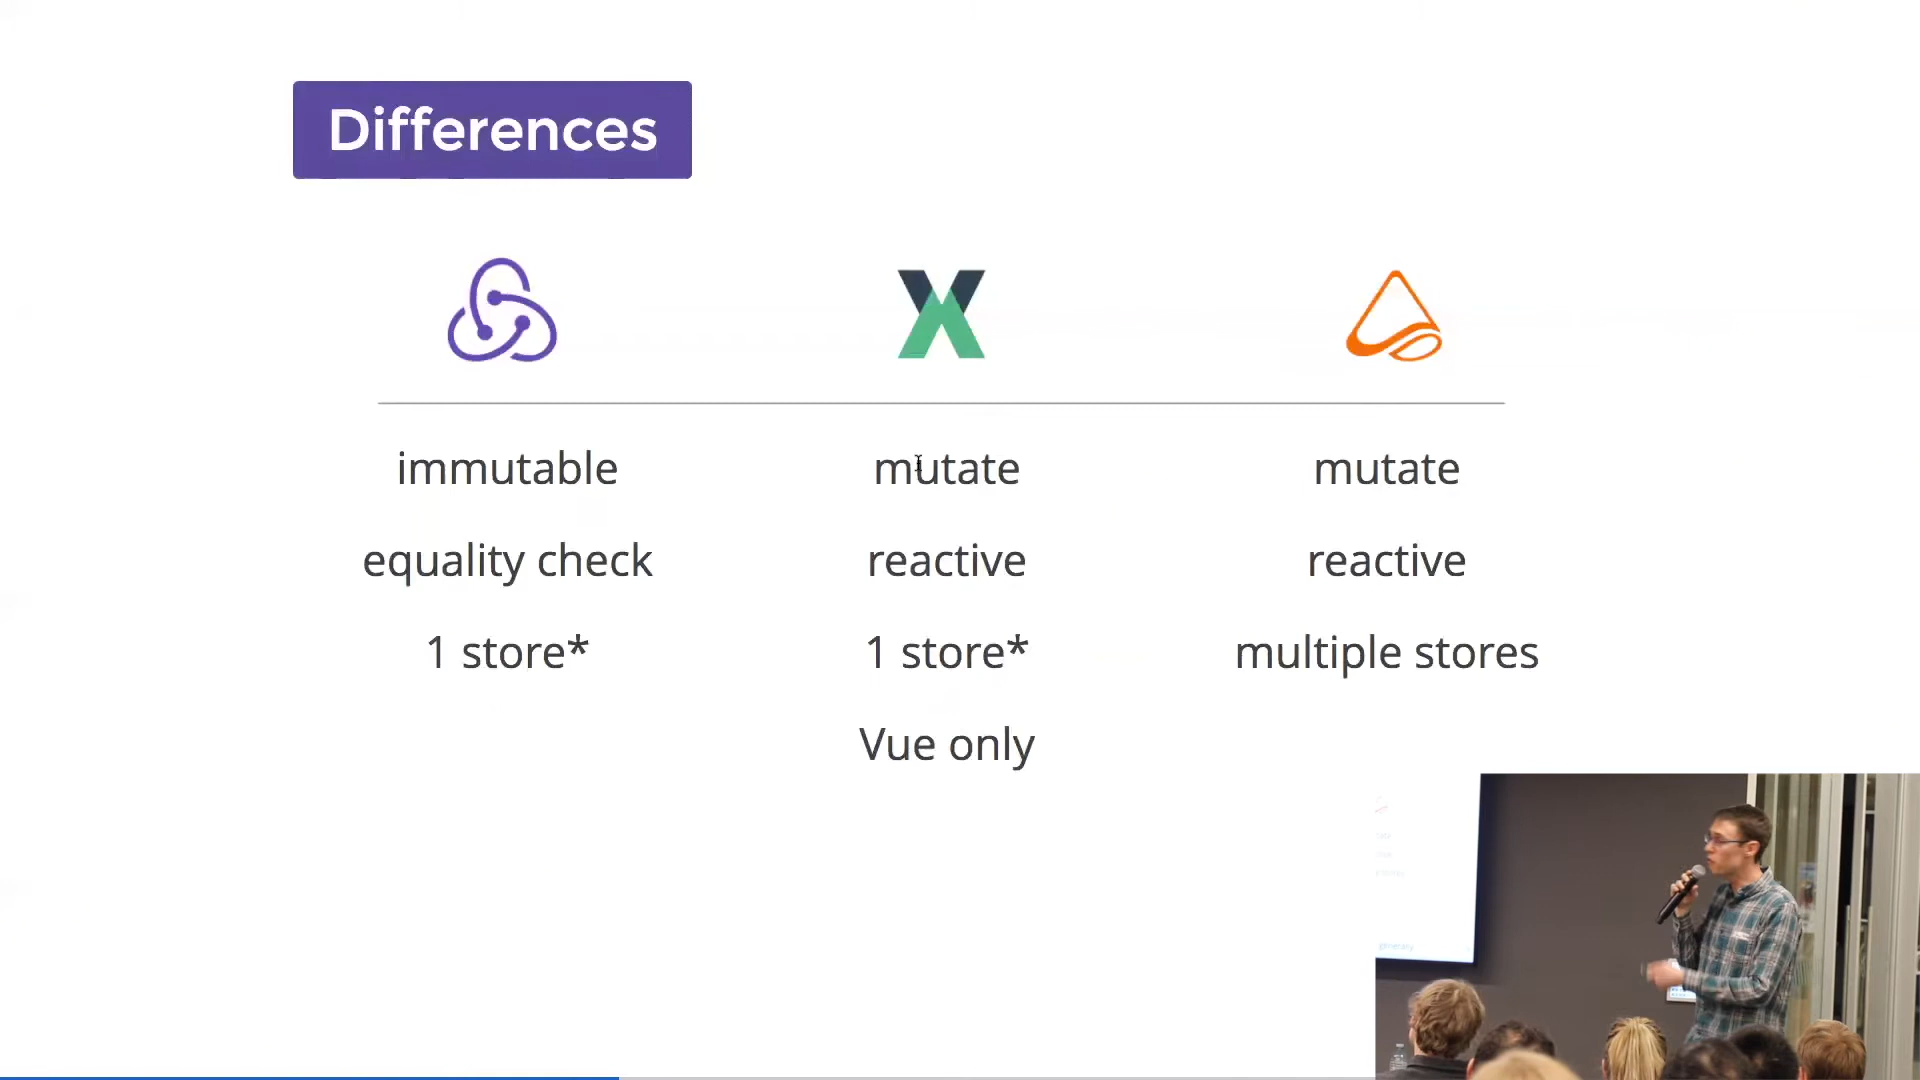 Differences
immutable mutate mutate
equality check reactive reactive
1 store* 1 store* multiple stores
Vue only